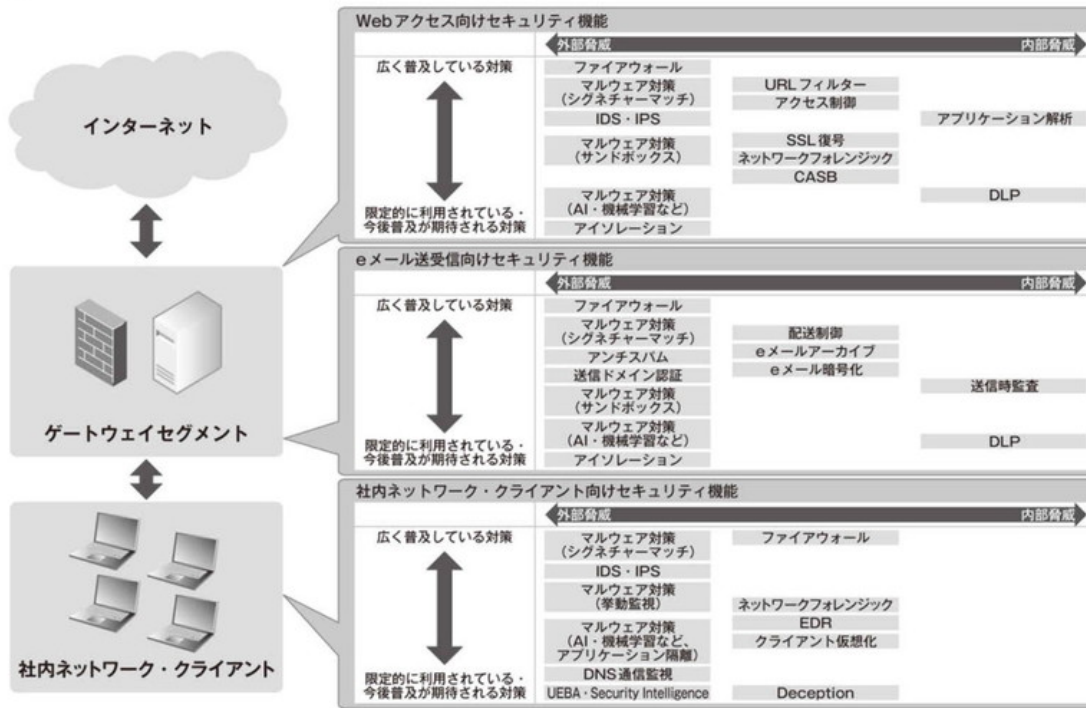 インターネット
ゲートウェイセグメント
社内ネットワーク・クライアント
Webアクセス向けセキュリティ機能
外部脅威
内部脅威
広く普及している対策
限定的に利用されている・
今後普及が期待される対策
ファイアウォール
マルウェア対策
(シグネチャーマッチ)
IDS・IPS
マルウェア対策
(サンドボックス)
マルウェア対策
(AI・機械学習など)
アイソレーション
URLフィルター
アクセス制御
SSL復号
ネットワークフォレンジック
CASB
アプリケーション解析
DLP
eメール送受信向けセキュリティ機能
外部脅威
内部脅威
広く普及している対策
限定的に利用されている・
今後普及が期待される対策
ファイアウォール
マルウェア対策
(シグネチャーマッチ)
アンチスパム
送信ドメイン認証
マルウェア対策
(サンドボックス)
マルウェア対策
(AI・機械学習など)
アイソレーション
配送制御
eメールアーカイブ
eメール暗号化
送信時監査
DLP
社内ネットワーク・クライアント向けセキュリティ機能
外部脅威
内部脅威
広く普及している対策
限定的に利用されている・
今後普及が期待される対策
マルウェア対策
(シグネチャーマッチ)
IDS・IPS
マルウェア対策
(挙動監視)
マルウェア対策
(AI・機械学習など、
アプリケーション隔離)
DNS通信監視
UEBA・Security Intelligence
ファイアウォール
ネットワークフォレンジック
EDR
クライアント仮想化
Deception